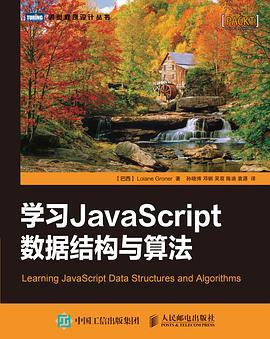 TURING 图灵程序设计丛书
[PACKT]
[巴西] Loiane Groner 著 孙晓博 邓钢 吴双 陈迪 袁源 译
学习JavaScript
数据结构与算法
Learning JavaScript Data Structures and Algorithms
中国工信出版集团 人民邮电出版社
POSTS & TELECOM PRESS